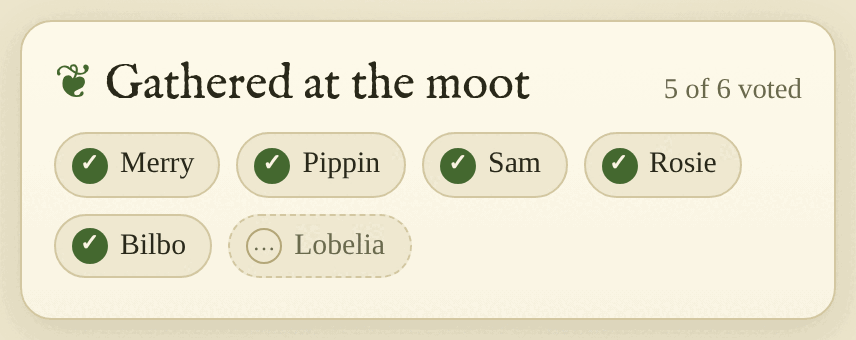 ❦ Gathered at the moot
5 of 6 voted
✓ Merry ✓ Pippin ✓ Sam ✓ Rosie
✓ Bilbo … Lobelia